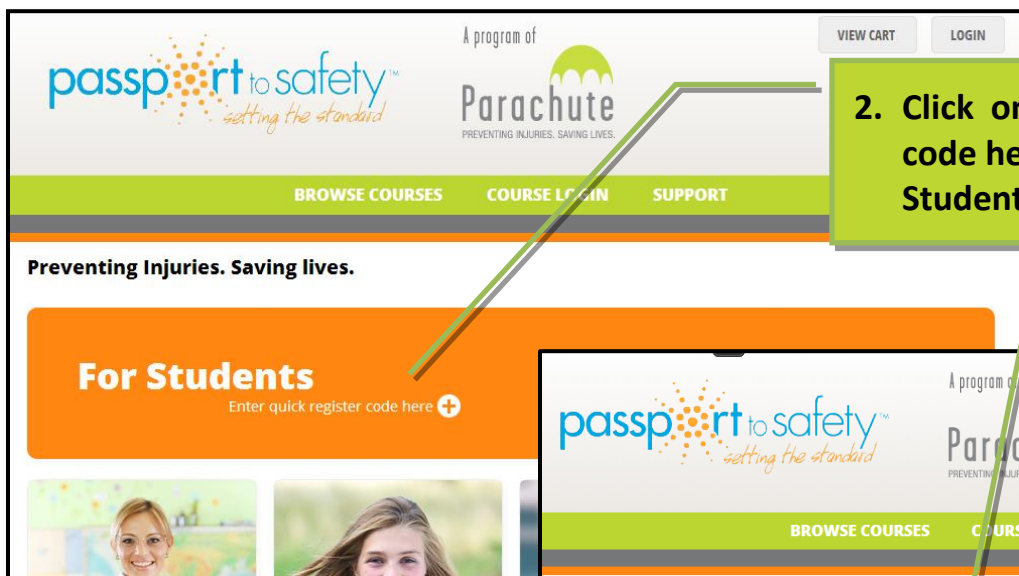 A program of
VIEW CART LOGIN
passport to safety™
setting the standard
Parachute
PREVENTING INJURIES. SAVING LIVES.
2. Click
code
Student
BROWSE COURSES COURSE LOGIN SUPPORT
Preventing Injuries. Saving lives.
For Students
Enter quick register code here
A program
passport to safety™
setting the standard
PREVENTING
BROWSE COURSES